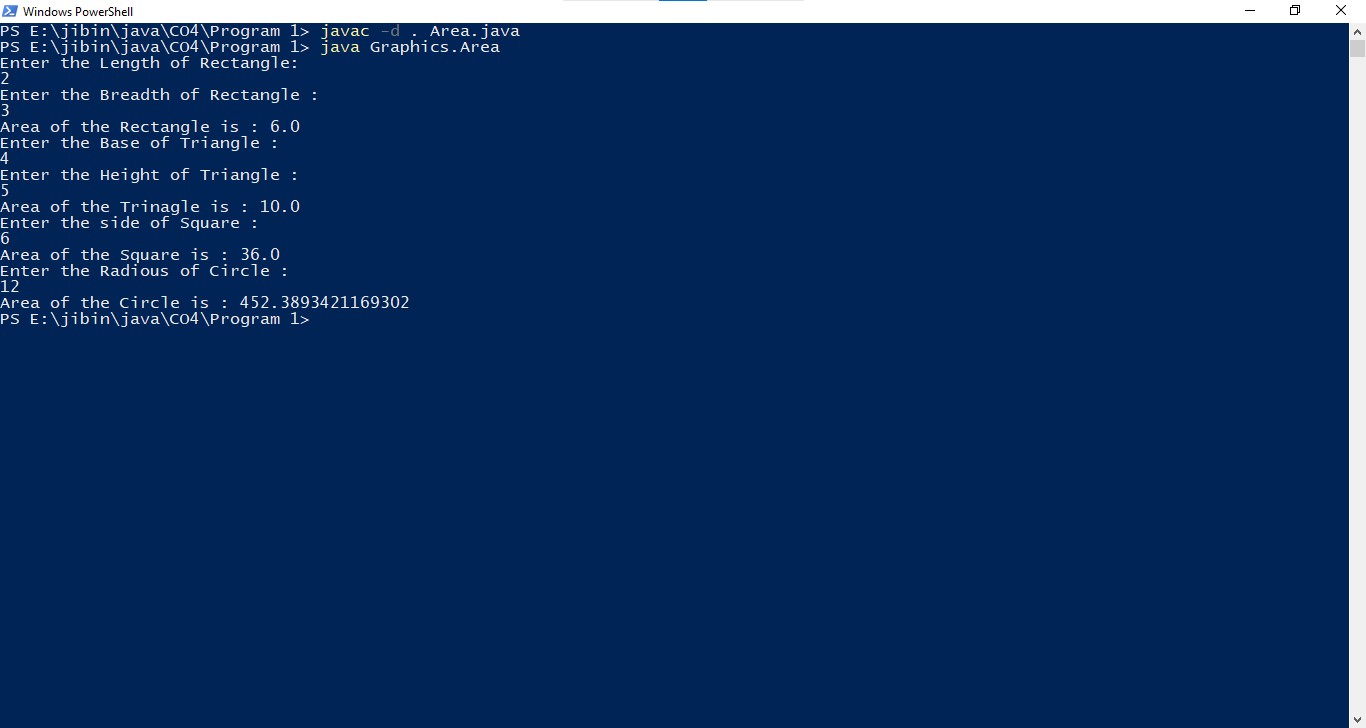 Windows PowerShell
PS E:\jibin\java\CO4\Program 1> javac -d . Area.java
PS E:\jibin\java\CO4\Program 1> java Graphics.Area
Enter the Length of Rectangle:
2
Enter the Breadth of Rectangle :
3
Area of the Rectangle is : 6.0
Enter the Base of Triangle :
4
Enter the Height of Triangle :
5
Area of the Trinagle is : 10.0
Enter the side of Square :
6
Area of the Square is : 36.0
Enter the Radious of Circle :
12
Area of the Circle is : 452.3893421169302
PS E:\jibin\java\CO4\Program 1>